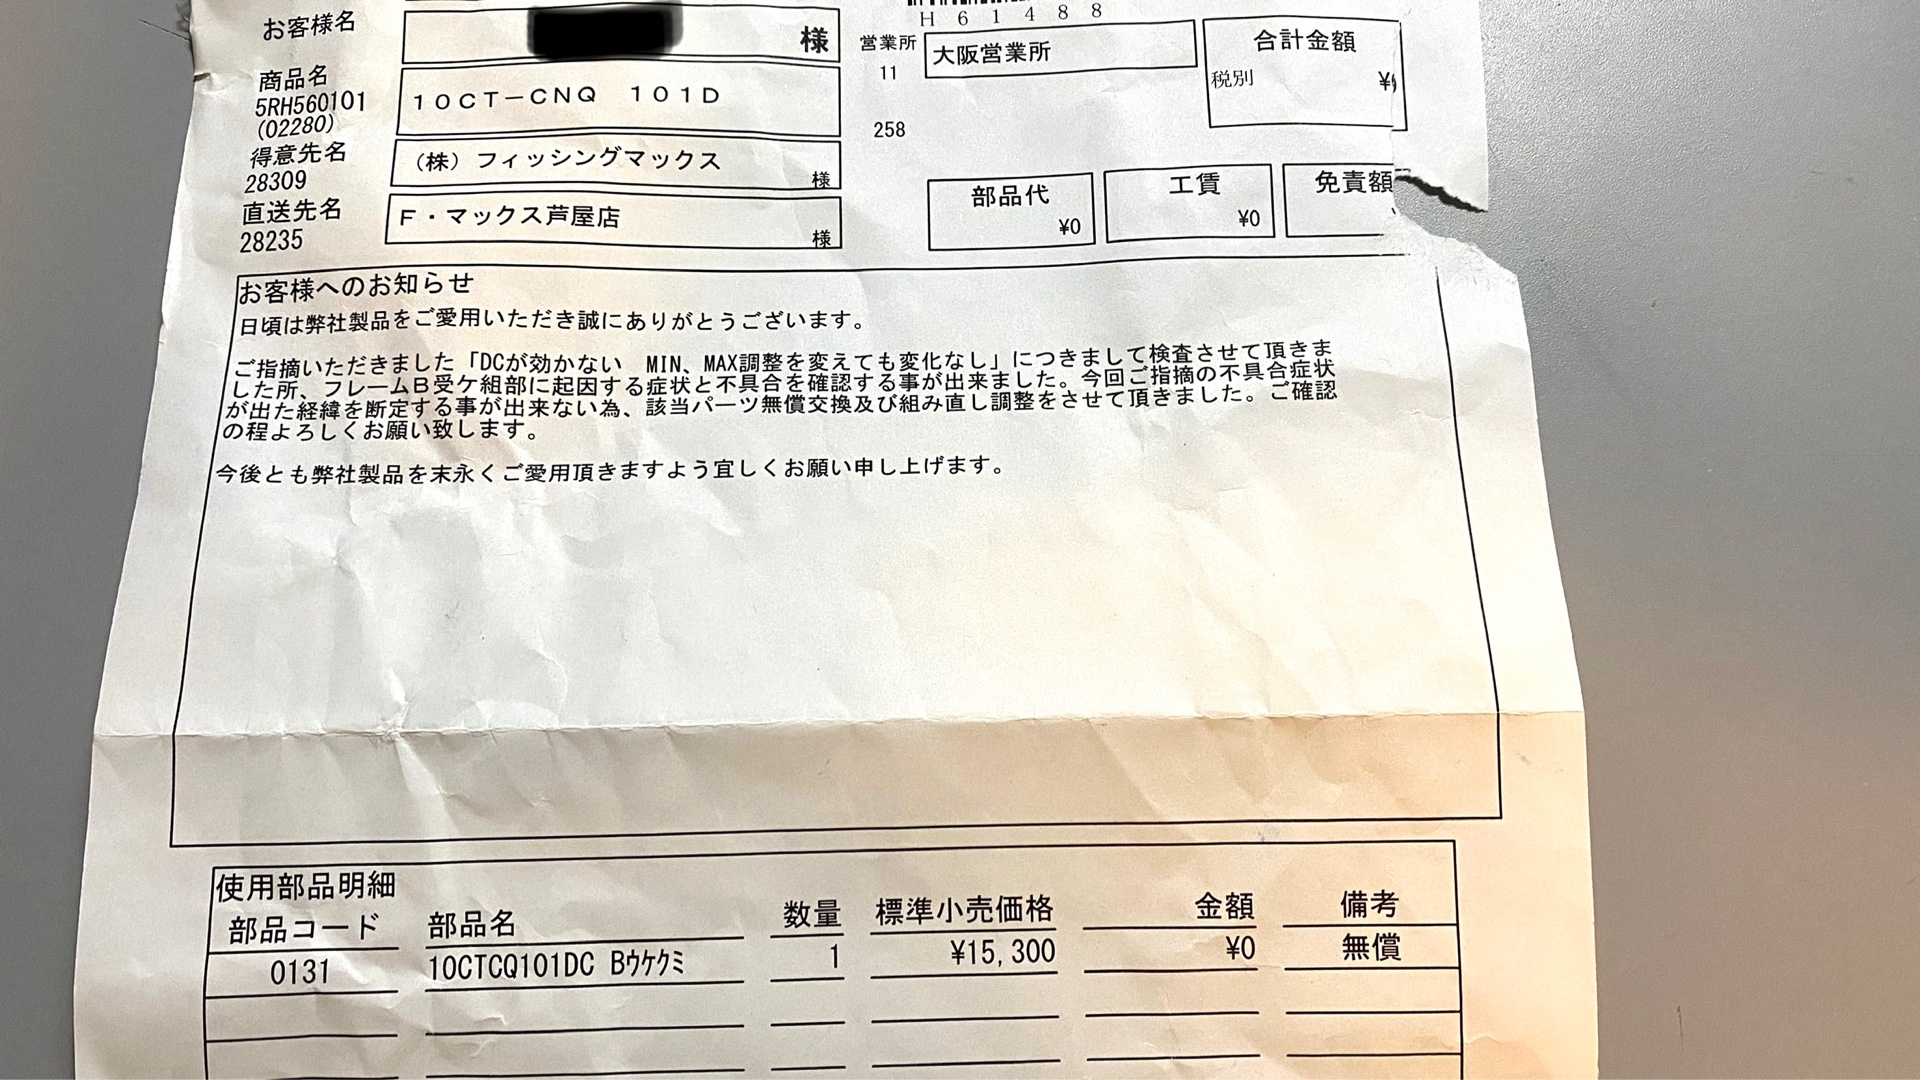 H61488
お客様名
様
営業所
大阪営業所
11
合計金額
税別
商品名
5RH560101
(02280)
10CT−CNQ 101D
258
得意先名
28309
(株)フィッシングマックス
様
直送先名
28235
F・マックス芦屋店
様
部品代
¥0
工賃
¥0
免責額
お客様へのお知らせ
日頃は弊社製品をご愛用いただき誠にありがとうございます。
ご指摘いただきました「DCが効かない　MIN、MAX調整を変えても変化なし」につきまして検査させて頂きま
した所、フレームB受ケ組部に起因する症状と不具合を確認する事が出来ました。今回ご指摘の不具合症状
が出た経緯を断定する事が出来ない為、該当パーツ無償交換及び組み直し調整をさせて頂きました。ご確認
の程よろしくお願い致します。
今後とも弊社製品を末永くご愛用頂きますよう宜しくお願い申し上げます。
使用部品明細
部品コード 部品名 数量 標準小売価格 金額 備考
0131 10CTCQ101DC Bｳｹｸﾐ 1 ¥15,300 ¥0 無償